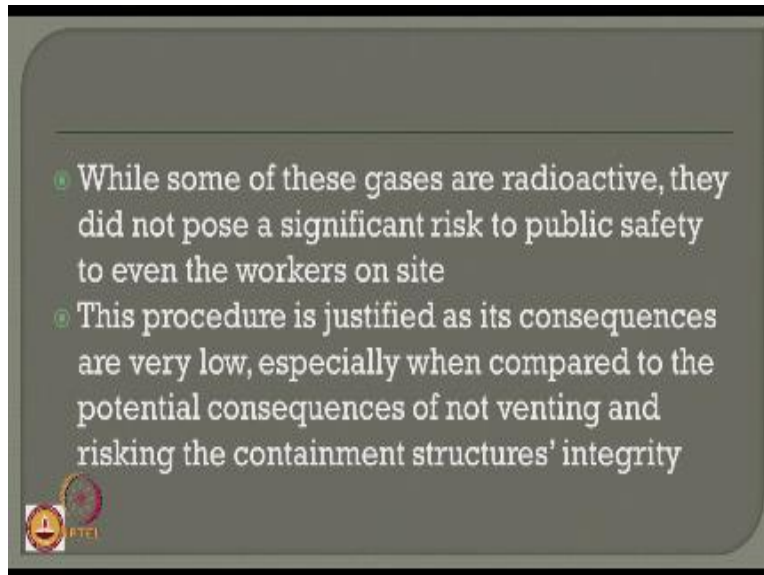 While some of these gases are radioactive, they
did not pose a significant risk to public safety
to even the workers on site
This procedure is justified as its consequences
are very low, especially when compared to the
potential consequences of not venting and
risking the containment structures' integrity
PTEL